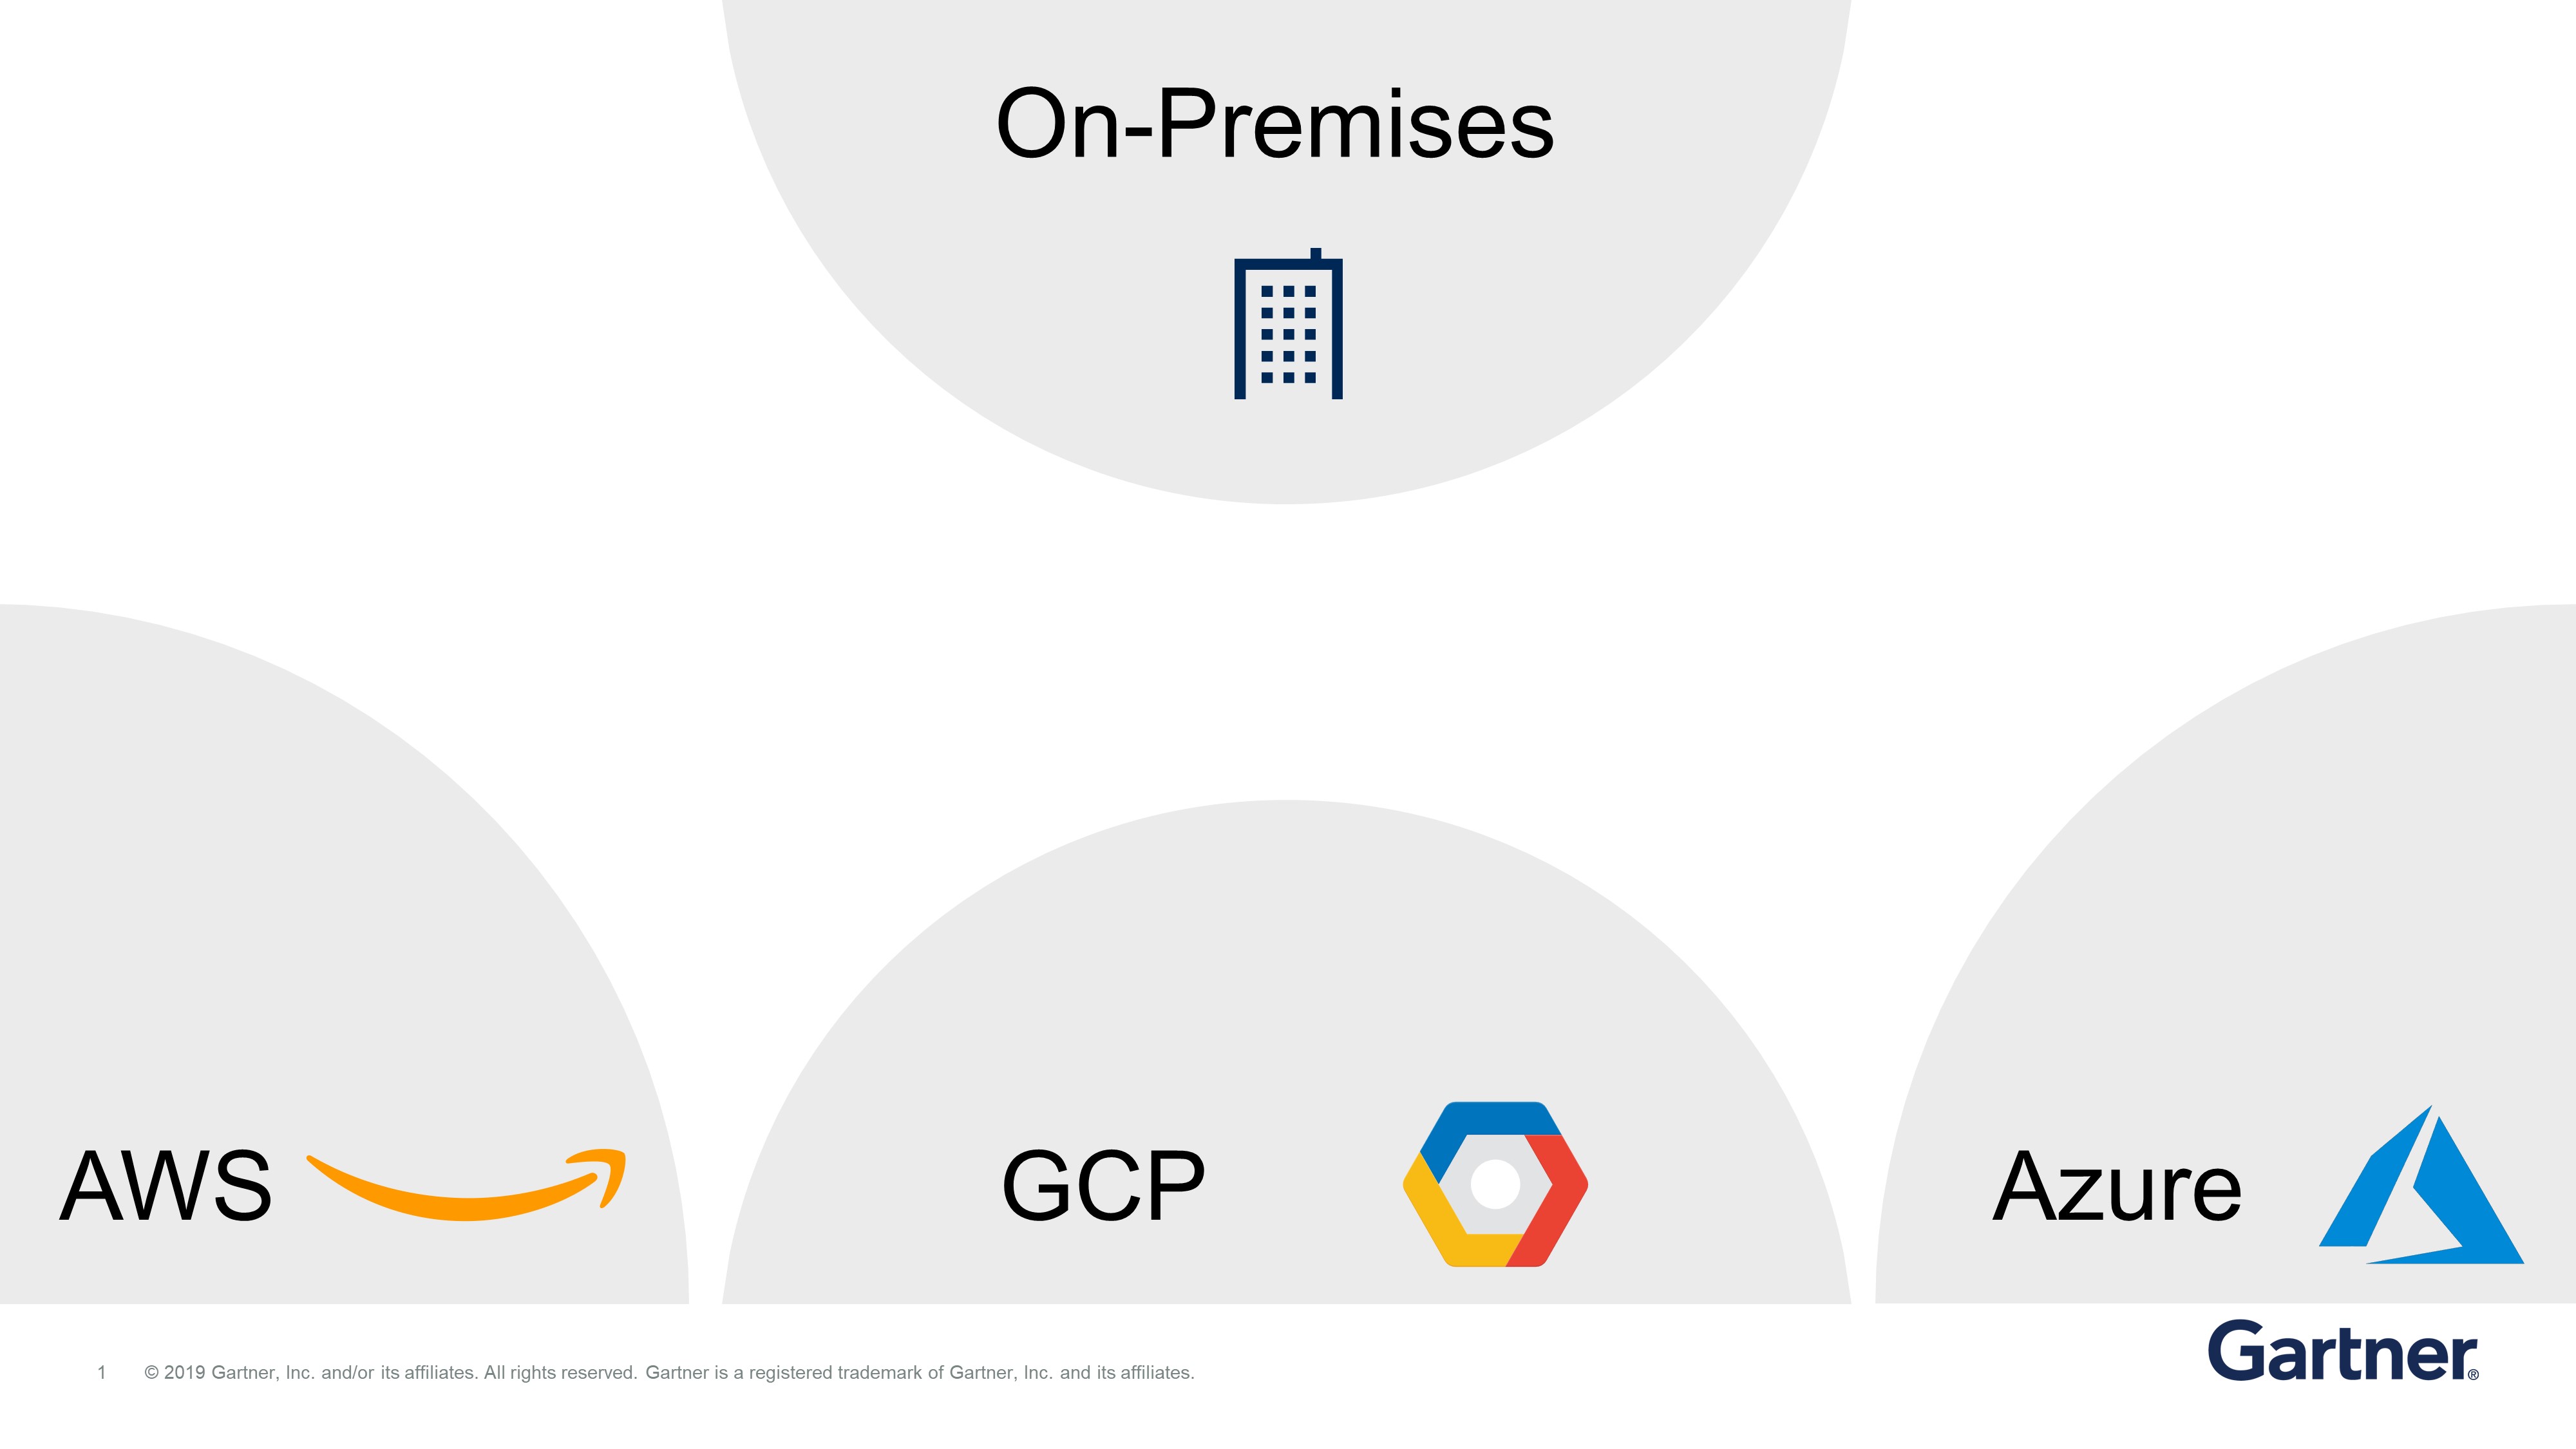 On-Premises
AWS
GCP
Azure
1 © 2019 Gartner, Inc. and/or its affiliates. All rights reserved. Gartner is a registered trademark of Gartner, Inc. and its affiliates.
Gartner®